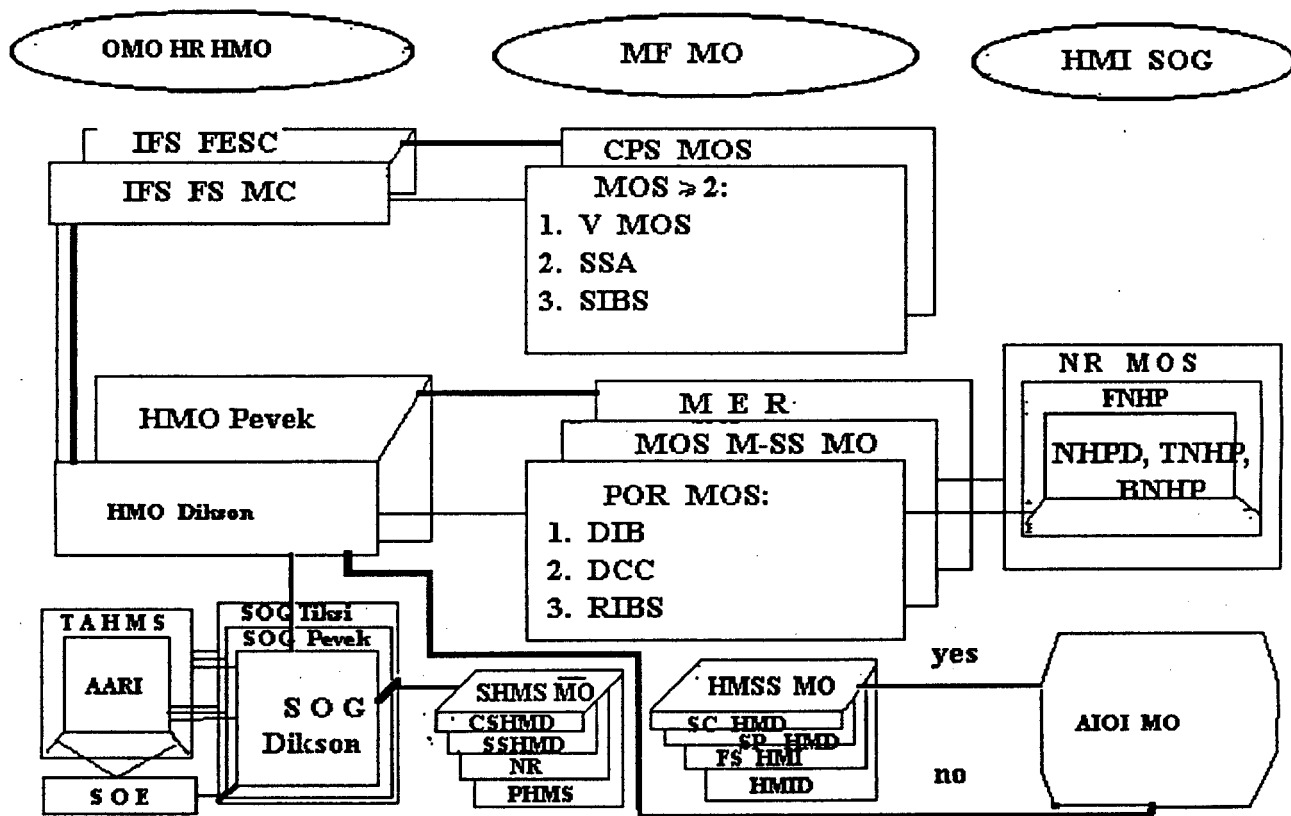 OMO HR HMO
MF MO
HMI SOG
IFS FESC
IFS FS MC
CPS MOS
MOS ⩾ 2:
1. V MOS
2. SSA
3. SIBS
HMO Pevek
HMO Dikson
M E R
MOS M-SS MO
POR MOS:
1. DIB
2. DCC
3. RIBS
N R M O S
FNHP
NHPD, TNHP,
BNHP
T A H M S
AARI
S O E
SOG Tiksi
SOG Pevek
S O G
Dikson
SHMS M̅O̅
CSHMD
SSHMD
NR
PHMS
HMSS MO
SC HMD
SP HMD
FS HMI
HMID
yes
no
AIOI MO